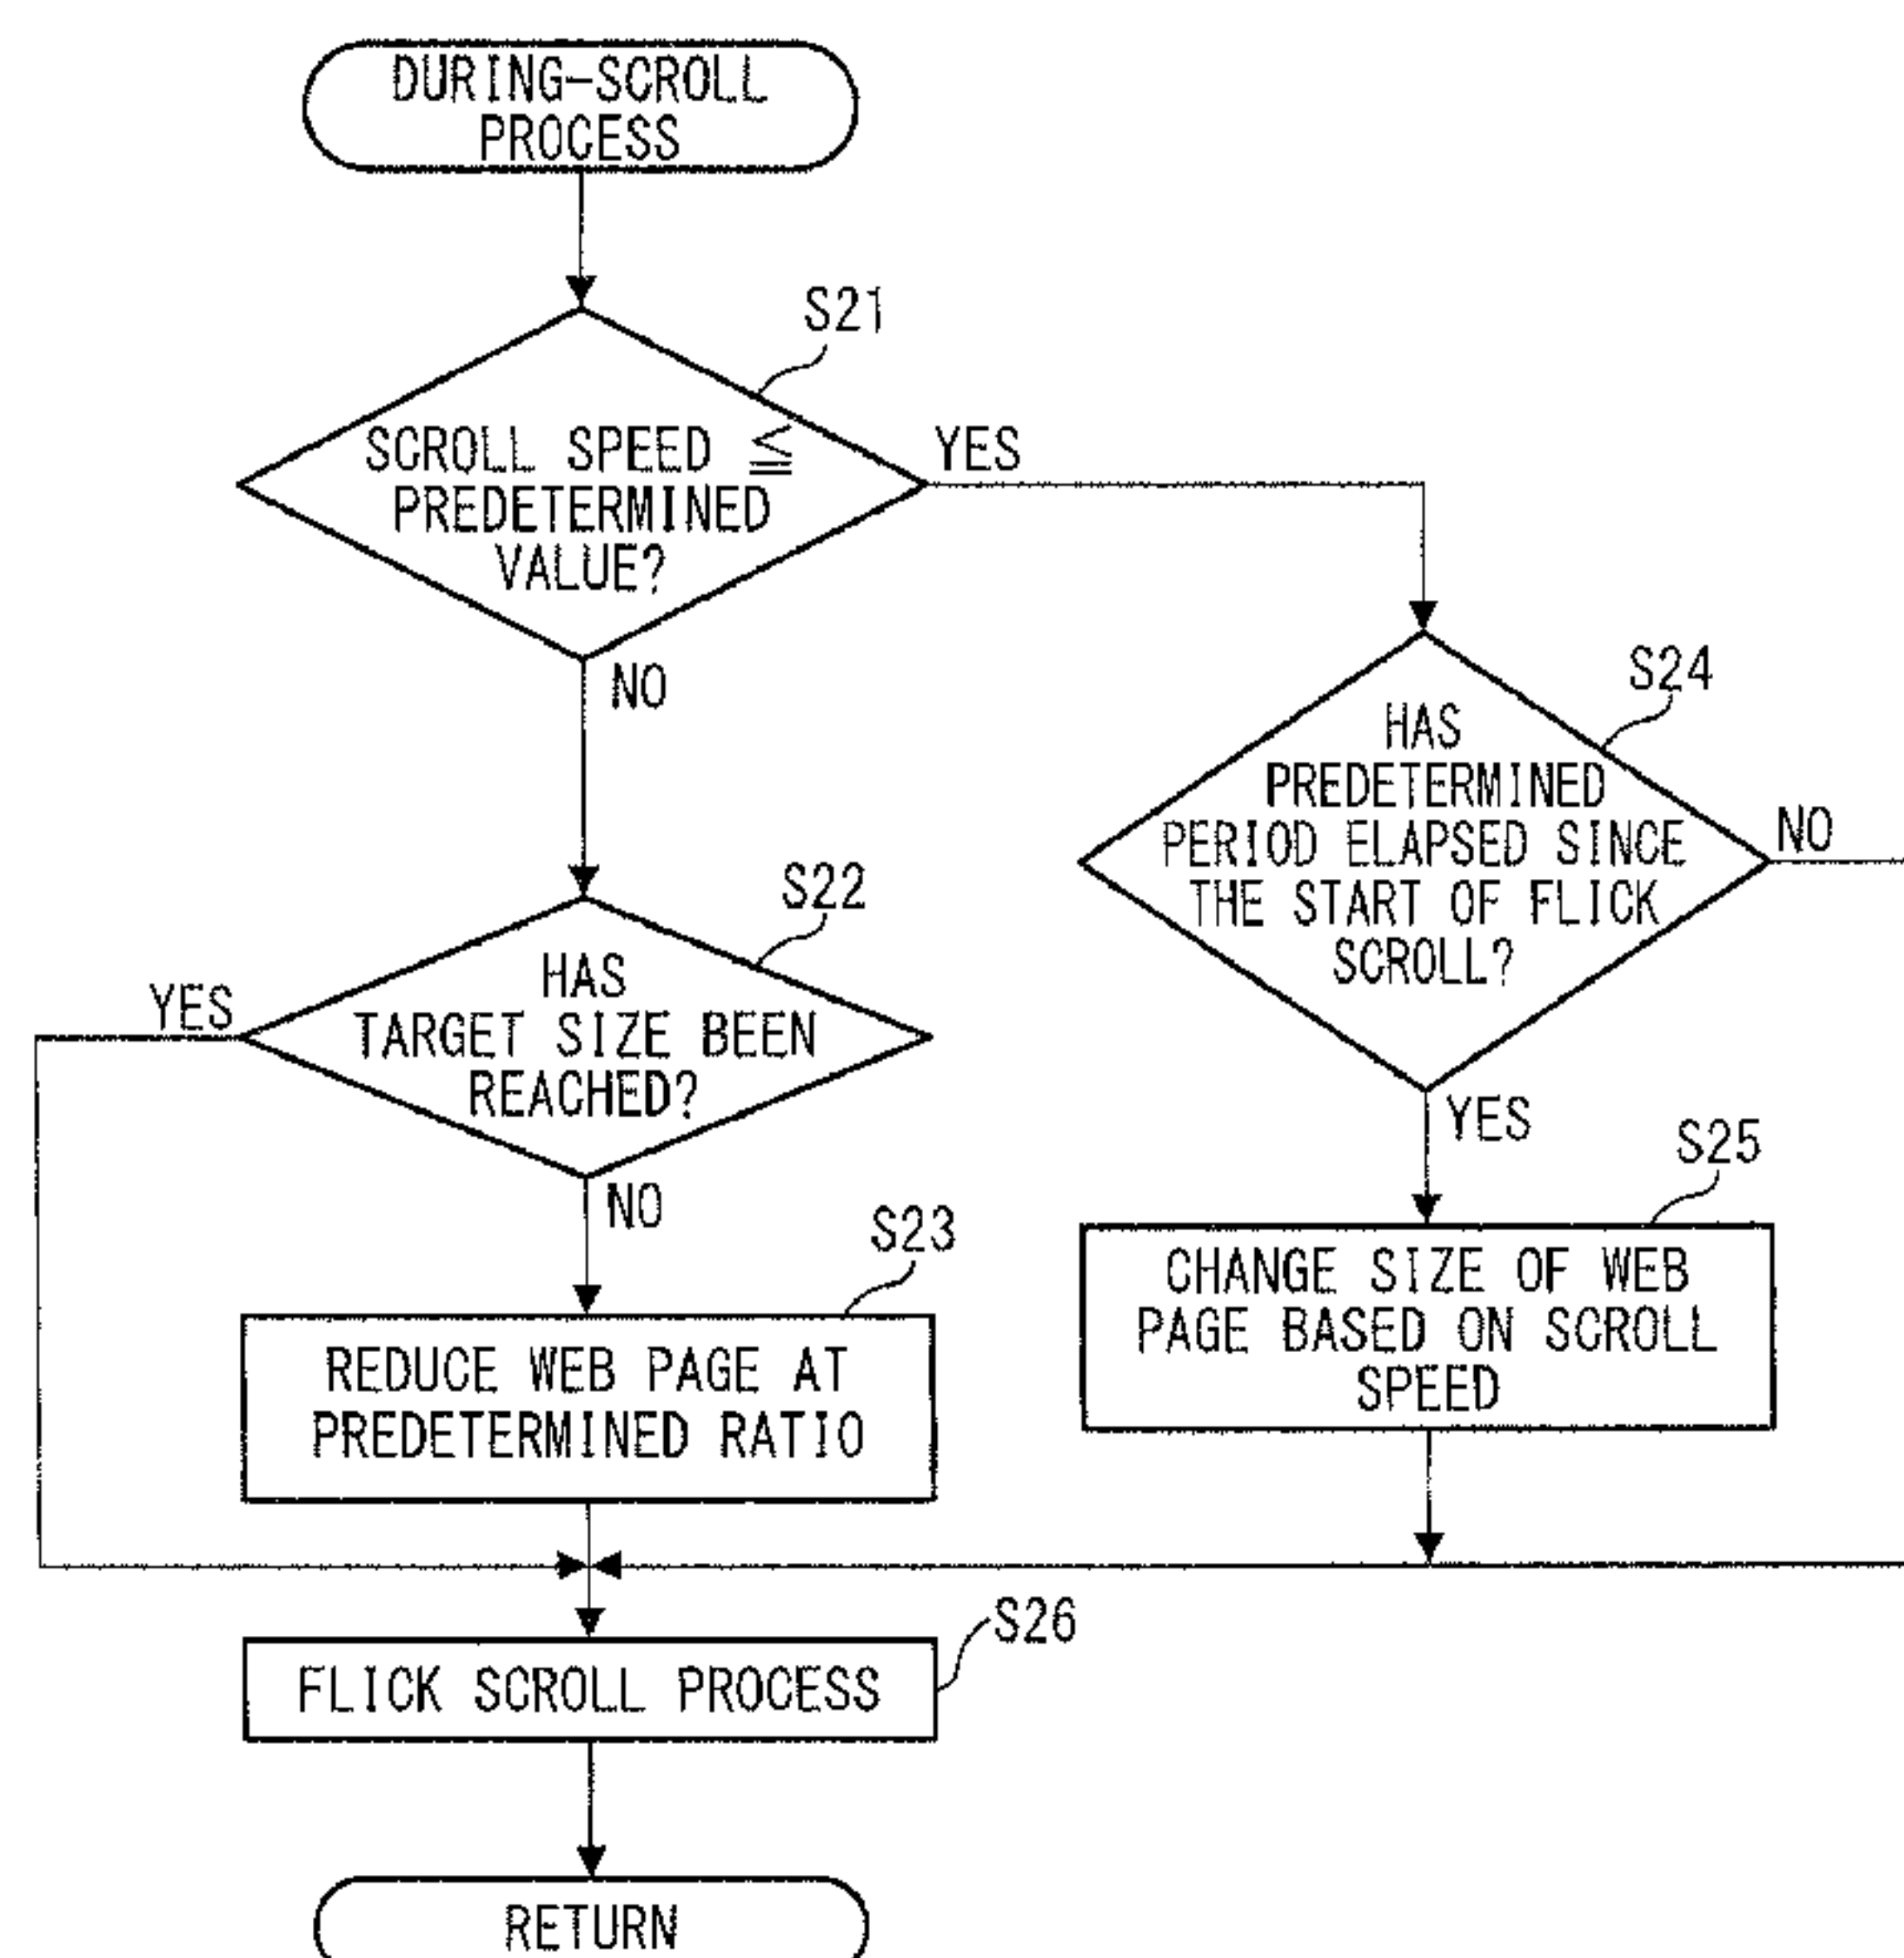 DURING-SCROLL
PROCESS
S21
SCROLL SPEED ≦
PREDETERMINED
VALUE?
YES
NO
S24
HAS
PREDETERMINED
PERIOD ELAPSED SINCE
THE START OF FLICK
SCROLL?
NO
YES
S22
HAS
TARGET SIZE BEEN
REACHED?
YES
NO
S25
CHANGE SIZE OF WEB
PAGE BASED ON SCROLL
SPEED
S23
REDUCE WEB PAGE AT
PREDETERMINED RATIO
S26
FLICK SCROLL PROCESS
RETURN